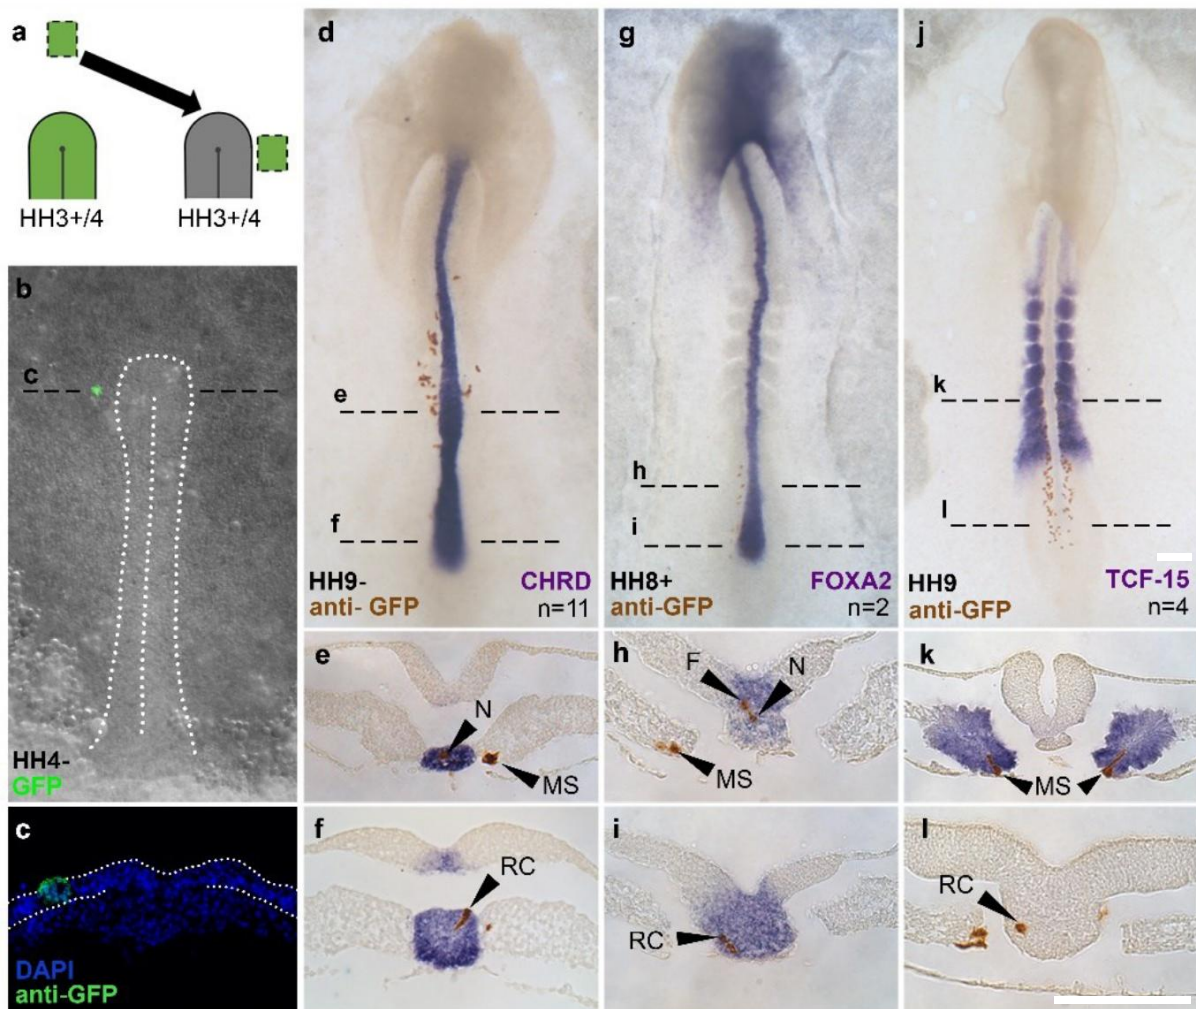 a
HH3+/4
HH3+/4
b
c
HH4-
GFP
c
DAPI
anti-GFP
d
e
f
HH9-
CHRD
anti- GFP
n=11
e
N
MS
f
RC
g
h
i
HH8+
FOXA2
anti-GFP
n=2
h
F
N
MS
i
RC
j
k
l
HH9
TCF-15
anti-GFP
n=4
k
MS
l
RC